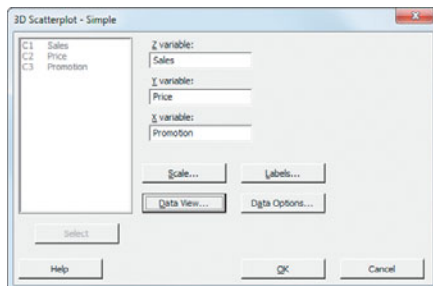 3D Scatterplot - Simple
C1 Sales
C2 Price
C3 Promotion
Z variable:
Sales
Y variable:
Price
X variable:
Promotion
Scale...
Labels...
Data View...
Data Options...
Select
Help
OK
Cancel